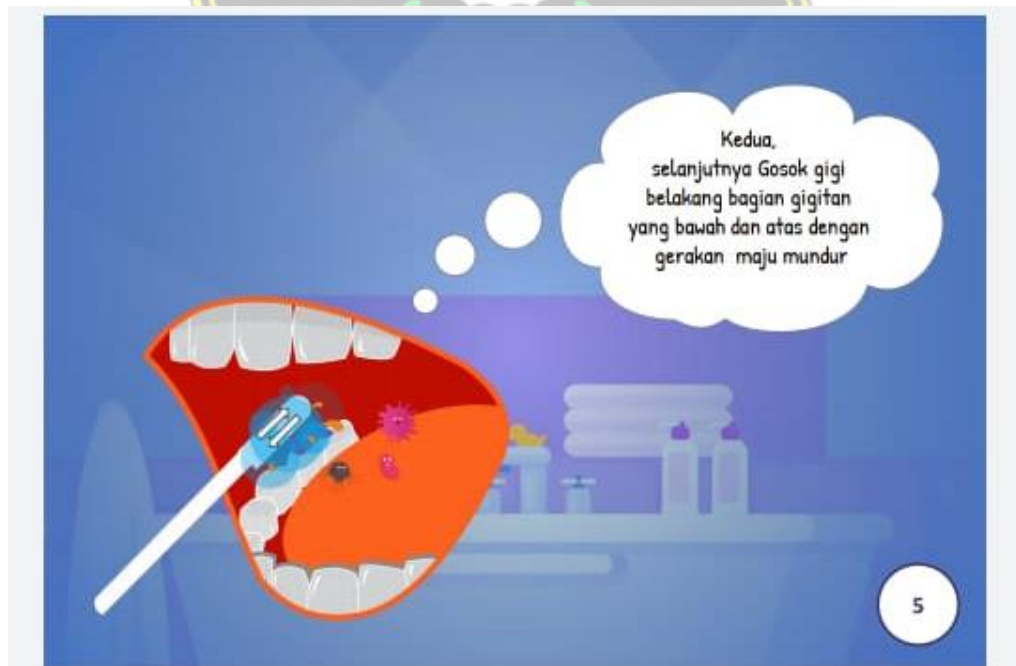 Kedua,
selanjutnya Gosok gigi
belakang bagian gigitan
yang bawah dan atas dengan
gerakan maju mundur
5